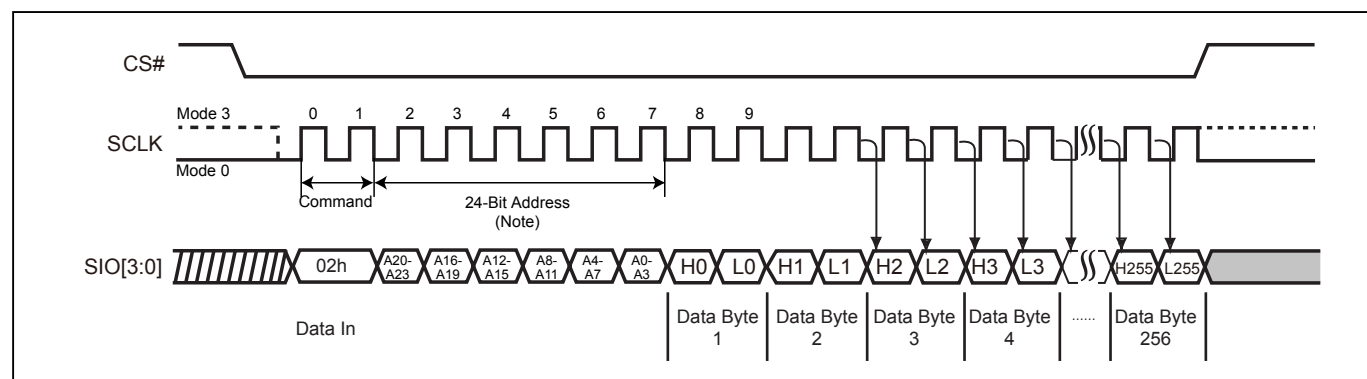 CS#
Mode 3
0 1 2 3 4 5 6 7 8 9
SCLK
Mode 0
Command
24-Bit Address
(Note)
SIO[3:0]
02h
A20-
A23
A16-
A19
A12-
A15
A8-
A11
A4-
A7
A0-
A3
H0 L0 H1 L1 H2 L2 H3 L3 H255 L255
Data In
Data Byte
1
Data Byte
2
Data Byte
3
Data Byte
4
......
Data Byte
256